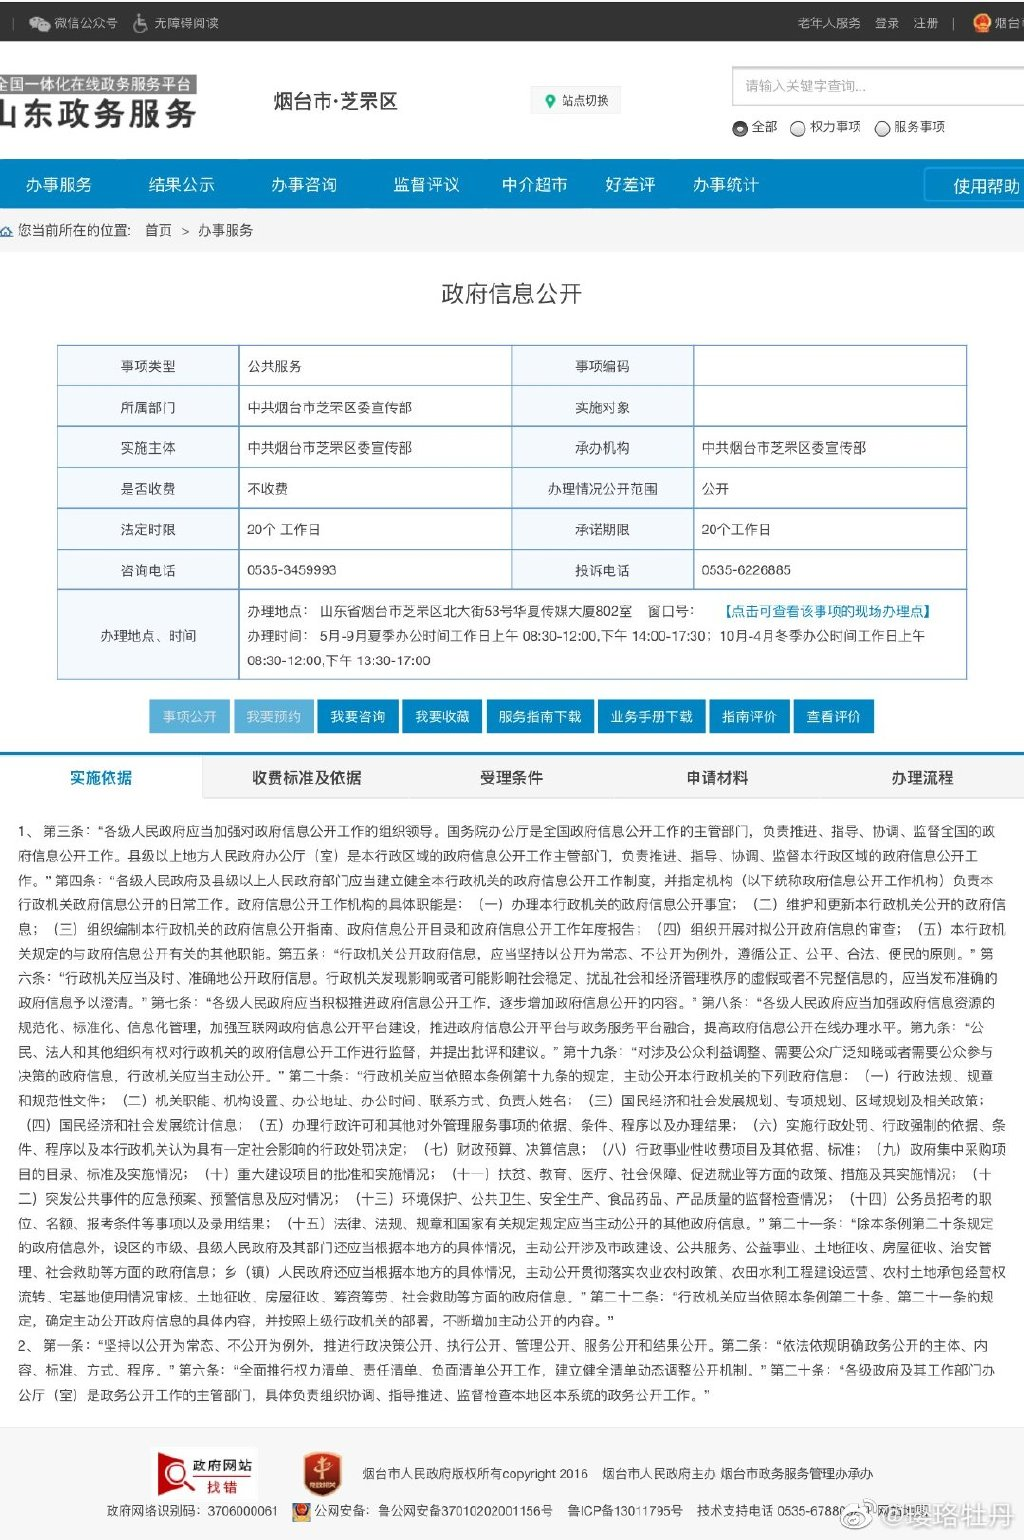 微信公众号 无障碍阅读 老年人服务 登录 注册 | 烟台市
全国一体化在线政务服务平台
山东政务服务
烟台市·芝罘区
站点切换
请输入关键字查询...
全部 权力事项 服务事项
办事服务 结果公示 办事咨询 监督评议 中介超市 好差评 办事统计 使用帮助
您当前所在的位置: 首页 > 办事服务
政府信息公开
事项类型 公共服务 事项编码
所属部门 中共烟台市芝罘区委宣传部 实施对象
实施主体 中共烟台市芝罘区委宣传部 承办机构 中共烟台市芝罘区委宣传部
是否收费 不收费 办理情况公开范围 公开
法定时限 20个 工作日 承诺期限 20个工作日
咨询电话 0535-3459993 投诉电话 0535-6226885
办理地点、时间
办理地点: 山东省烟台市芝罘区北大街53号华夏传媒大厦802室 窗口号: 【点击可查看该事项的现场办理点】
办理时间: 5月-9月夏季办公时间工作日上午 08:30-12:00,下午 14:00-17:30；10月-4月冬季办公时间工作日上午
08:30-12:00,下午 13:30-17:00
事项公开 我要预约 我要咨询 我要收藏 服务指南下载 业务手册下载 指南评价 查看评价
实施依据 收费标准及依据 受理条件 申请材料 办理流程
1、 第三条：“各级人民政府应当加强对政府信息公开工作的组织领导。国务院办公厅是全国政府信息公开工作的主管部门，负责推进、指导、协调、监督全国的政
府信息公开工作。县级以上地方人民政府办公厅（室）是本行政区域的政府信息公开工作主管部门，负责推进、指导、协调、监督本行政区域的政府信息公开工
作。” 第四条：“各级人民政府及县级以上人民政府部门应当建立健全本行政机关的政府信息公开工作制度，并指定机构（以下统称政府信息公开工作机构）负责本
行政机关政府信息公开的日常工作。政府信息公开工作机构的具体职能是：（一）办理本行政机关的政府信息公开事宜；（二）维护和更新本行政机关公开的政府信
息；（三）组织编制本行政机关的政府信息公开指南、政府信息公开目录和政府信息公开工作年度报告；（四）组织开展对拟公开政府信息的审查；（五）本行政机
关规定的与政府信息公开有关的其他职能。第五条：“行政机关公开政府信息，应当坚持以公开为常态、不公开为例外，遵循公正、公平、合法、便民的原则。” 第
六条：“行政机关应当及时、准确地公开政府信息。行政机关发现影响或者可能影响社会稳定、扰乱社会和经济管理秩序的虚假或者不完整信息的，应当发布准确的
政府信息予以澄清。” 第七条：“各级人民政府应当积极推进政府信息公开工作，逐步增加政府信息公开的内容。” 第八条：“各级人民政府应当加强政府信息资源的
规范化、标准化、信息化管理，加强互联网政府信息公开平台建设，推进政府信息公开平台与政务服务平台融合，提高政府信息公开在线办理水平。第九条：“公
民、法人和其他组织有权对行政机关的政府信息公开工作进行监督，并提出批评和建议。” 第十九条：“对涉及公众利益调整、需要公众广泛知晓或者需要公众参与
决策的政府信息，行政机关应当主动公开。” 第二十条：“行政机关应当依照本条例第十九条的规定，主动公开本行政机关的下列政府信息：（一）行政法规、规章
和规范性文件；（二）机关职能、机构设置、办公地址、办公时间、联系方式、负责人姓名；（三）国民经济和社会发展规划、专项规划、区域规划及相关政策；
（四）国民经济和社会发展统计信息；（五）办理行政许可和其他对外管理服务事项的依据、条件、程序以及办理结果；（六）实施行政处罚、行政强制的依据、条
件、程序以及本行政机关认为具有一定社会影响的行政处罚决定；（七）财政预算、决算信息；（八）行政事业性收费项目及其依据、标准；（九）政府集中采购项
目的目录、标准及实施情况；（十）重大建设项目的批准和实施情况；（十一）扶贫、教育、医疗、社会保障、促进就业等方面的政策、措施及其实施情况；（十
二）突发公共事件的应急预案、预警信息及应对情况；（十三）环境保护、公共卫生、安全生产、食品药品、产品质量的监督检查情况；（十四）公务员招考的职
位、名额、报考条件等事项以及录用结果；（十五）法律、法规、规章和国家有关规定规定应当主动公开的其他政府信息。” 第二十一条：“除本条例第二十条规定
的政府信息外，设区的市级、县级人民政府及其部门还应当根据本地方的具体情况，主动公开涉及市政建设、公共服务、公益事业、土地征收、房屋征收、治安管
理、社会救助等方面的政府信息；乡（镇）人民政府还应当根据本地方的具体情况，主动公开贯彻落实农业农村政策、农田水利工程建设运营、农村土地承包经营权
流转、宅基地使用情况审核、土地征收、房屋征收、筹资筹劳、社会救助等方面的政府信息。” 第二十二条：“行政机关应当依照本条例第二十条、第二十一条的规
定，确定主动公开政府信息的具体内容，并按照上级行政机关的部署，不断增加主动公开的内容。”
2、 第一条：“坚持以公开为常态、不公开为例外，推进行政决策公开、执行公开、管理公开、服务公开和结果公开。第二条：“依法依规明确政务公开的主体、内
容、标准、方式、程序。” 第六条：“全面推行权力清单、责任清单、负面清单公开工作，建立健全清单动态调整公开机制。” 第二十条：“各级政府及其工作部门办
公厅（室）是政务公开工作的主管部门，具体负责组织协调、指导推进、监督检查本地区本系统的政务公开工作。”
政府网站
找错
烟台市人民政府版权所有copyright 2016 烟台市人民政府主办 烟台市政务服务管理办承办
政府网络识别码：3706000061 公网安备：鲁公网安备37010202001156号 鲁ICP备13011795号 技术支持电话 0535-67880
@璎珞牡丹